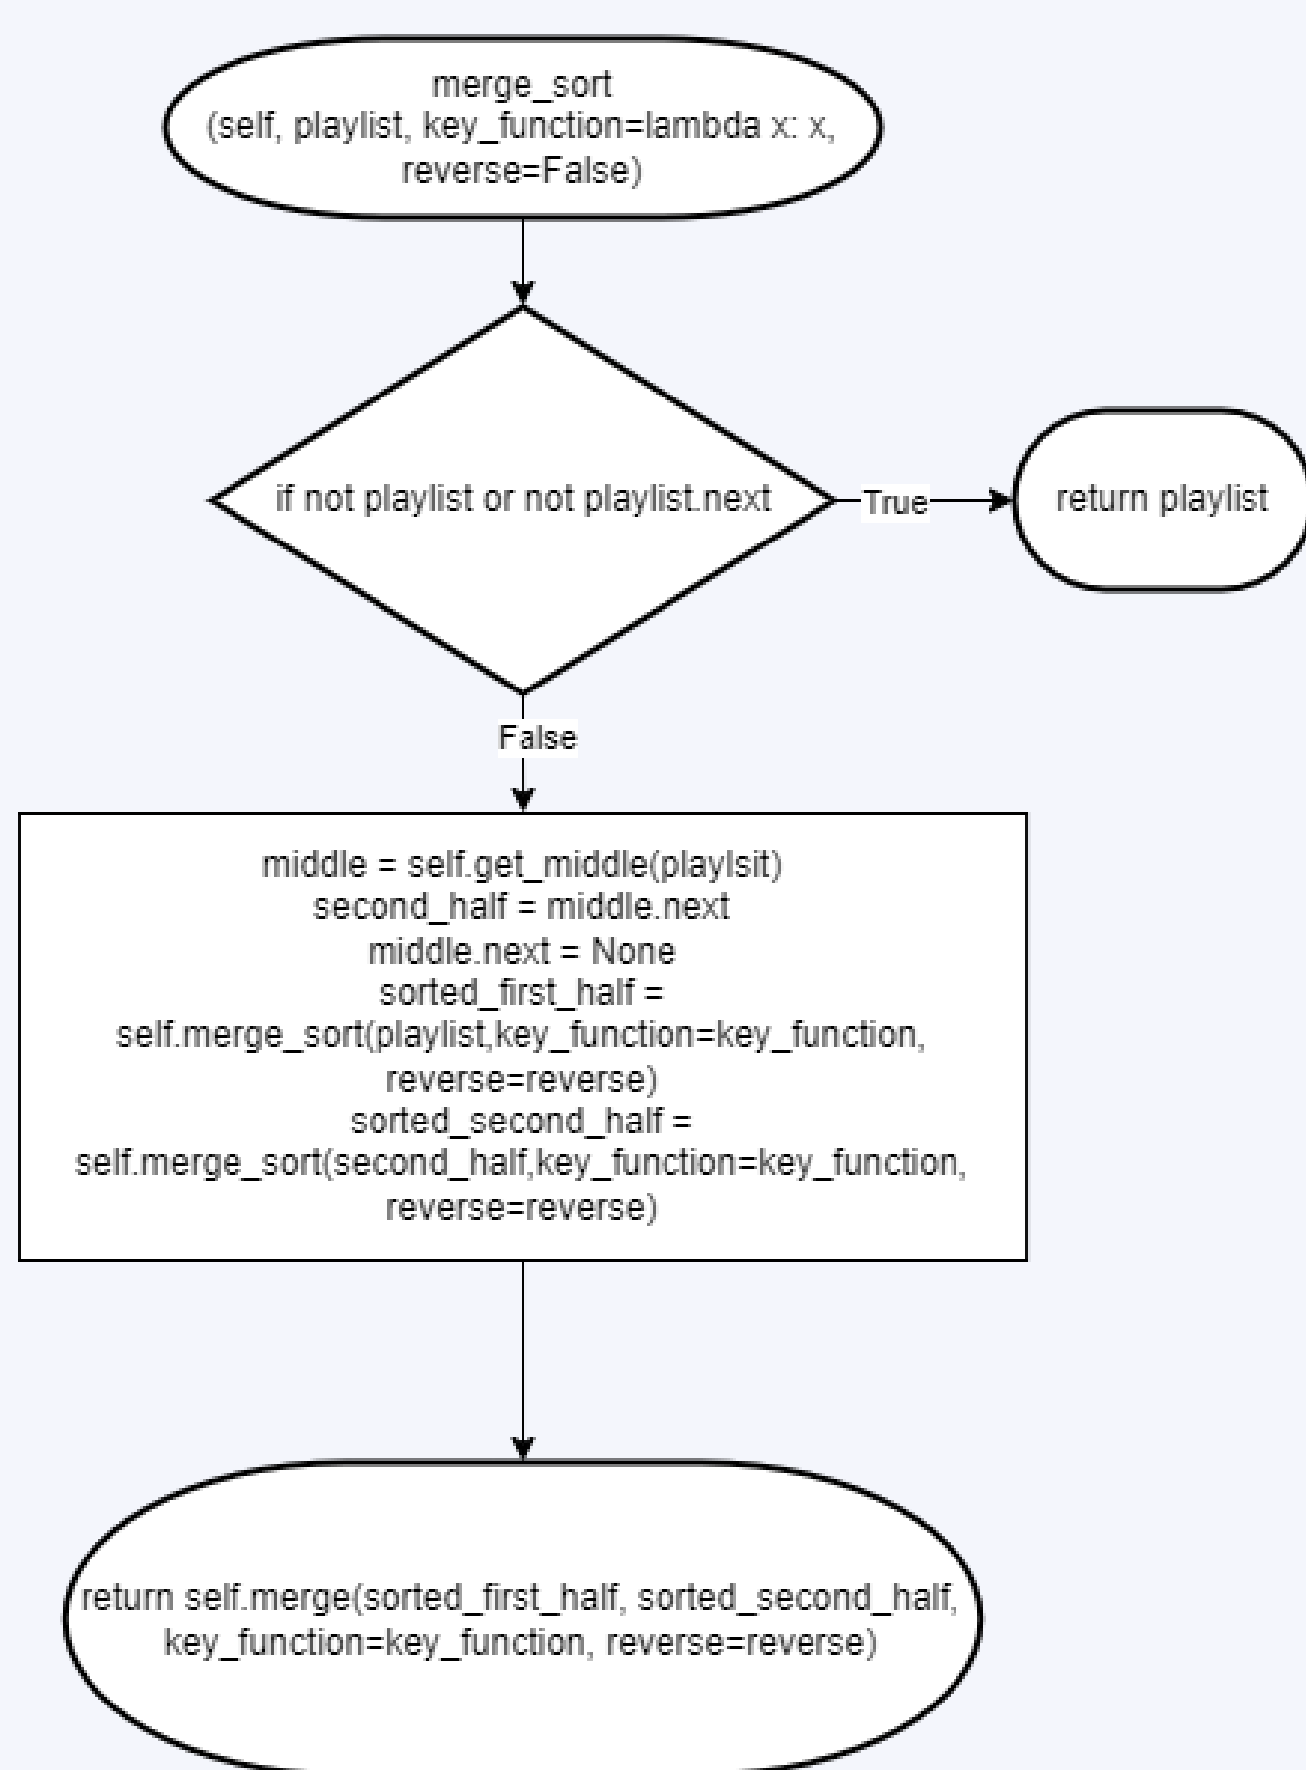 merge_sort
(self, playlist, key_function=lambda x: x,
reverse=False)
if not playlist or not playlist.next
True
return playlist
False
middle = self.get_middle(playlsit)
second_half = middle.next
middle.next = None
sorted_first_half =
self.merge_sort(playlist,key_function=key_function,
reverse=reverse)
sorted_second_half =
self.merge_sort(second_half,key_function=key_function,
reverse=reverse)
return self.merge(sorted_first_half, sorted_second_half,
key_function=key_function, reverse=reverse)